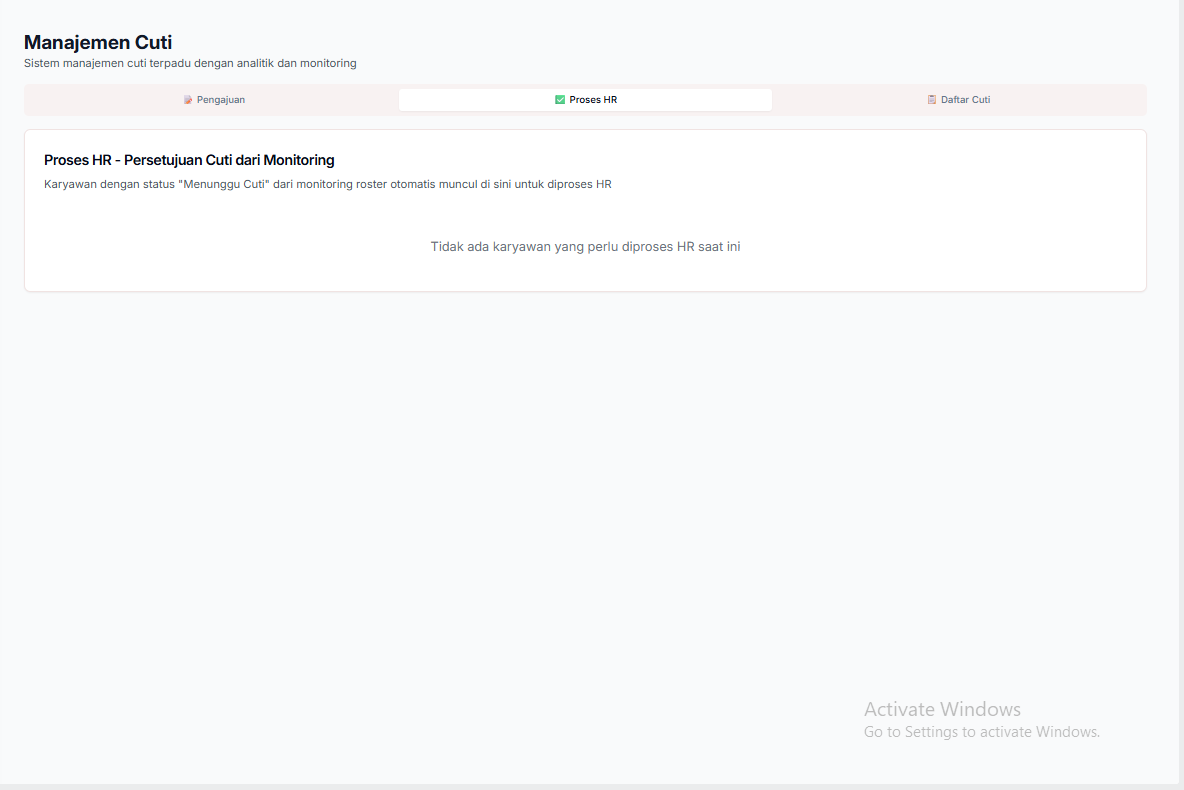 Manajemen Cuti
Sistem manajemen cuti terpadu dengan analitik dan monitoring
Pengajuan
Proses HR
Daftar Cuti
Proses HR - Persetujuan Cuti dari Monitoring
Karyawan dengan status "Menunggu Cuti" dari monitoring roster otomatis muncul di sini untuk diproses HR
Tidak ada karyawan yang perlu diproses HR saat ini
Activate Windows
Go to Settings to activate Windows.